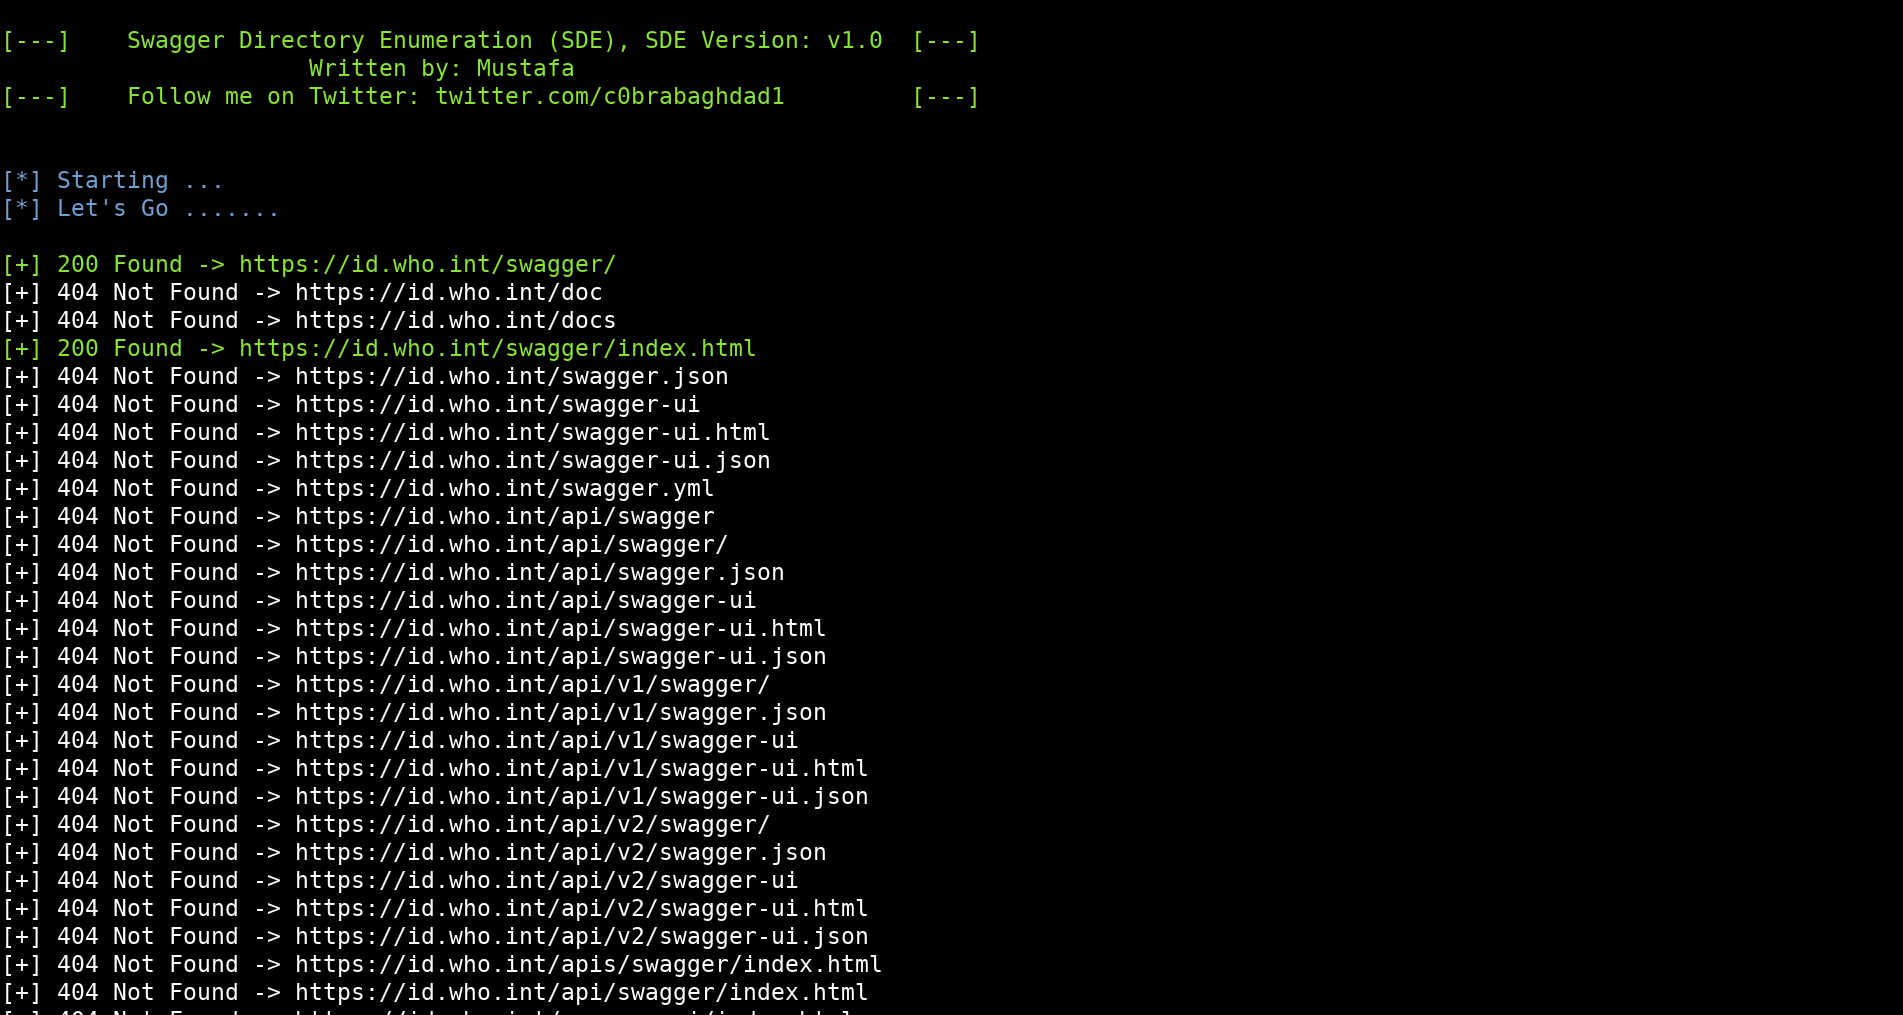 [---]    Swagger Directory Enumeration (SDE), SDE Version: v1.0  [---]
Written by: Mustafa
[---]    Follow me on Twitter: twitter.com/c0brabaghdad1         [---]
[*] Starting ...
[*] Let's Go .......
[+] 200 Found -> https://id.who.int/swagger/
[+] 404 Not Found -> https://id.who.int/doc
[+] 404 Not Found -> https://id.who.int/docs
[+] 200 Found -> https://id.who.int/swagger/index.html
[+] 404 Not Found -> https://id.who.int/swagger.json
[+] 404 Not Found -> https://id.who.int/swagger-ui
[+] 404 Not Found -> https://id.who.int/swagger-ui.html
[+] 404 Not Found -> https://id.who.int/swagger-ui.json
[+] 404 Not Found -> https://id.who.int/swagger.yml
[+] 404 Not Found -> https://id.who.int/api/swagger
[+] 404 Not Found -> https://id.who.int/api/swagger/
[+] 404 Not Found -> https://id.who.int/api/swagger.json
[+] 404 Not Found -> https://id.who.int/api/swagger-ui
[+] 404 Not Found -> https://id.who.int/api/swagger-ui.html
[+] 404 Not Found -> https://id.who.int/api/swagger-ui.json
[+] 404 Not Found -> https://id.who.int/api/v1/swagger/
[+] 404 Not Found -> https://id.who.int/api/v1/swagger.json
[+] 404 Not Found -> https://id.who.int/api/v1/swagger-ui
[+] 404 Not Found -> https://id.who.int/api/v1/swagger-ui.html
[+] 404 Not Found -> https://id.who.int/api/v1/swagger-ui.json
[+] 404 Not Found -> https://id.who.int/api/v2/swagger/
[+] 404 Not Found -> https://id.who.int/api/v2/swagger.json
[+] 404 Not Found -> https://id.who.int/api/v2/swagger-ui
[+] 404 Not Found -> https://id.who.int/api/v2/swagger-ui.html
[+] 404 Not Found -> https://id.who.int/api/v2/swagger-ui.json
[+] 404 Not Found -> https://id.who.int/apis/swagger/index.html
[+] 404 Not Found -> https://id.who.int/api/swagger/index.html